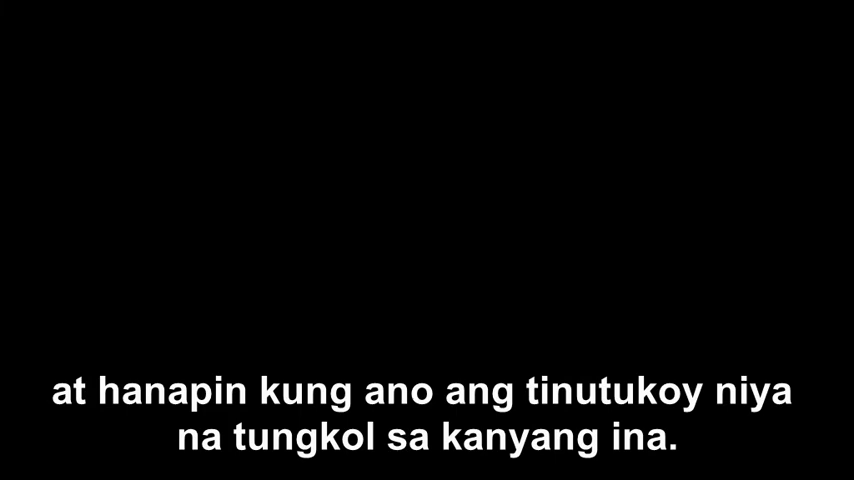 at hanapin kung ano ang tinutukoy niya
na tungkol sa kanyang ina.